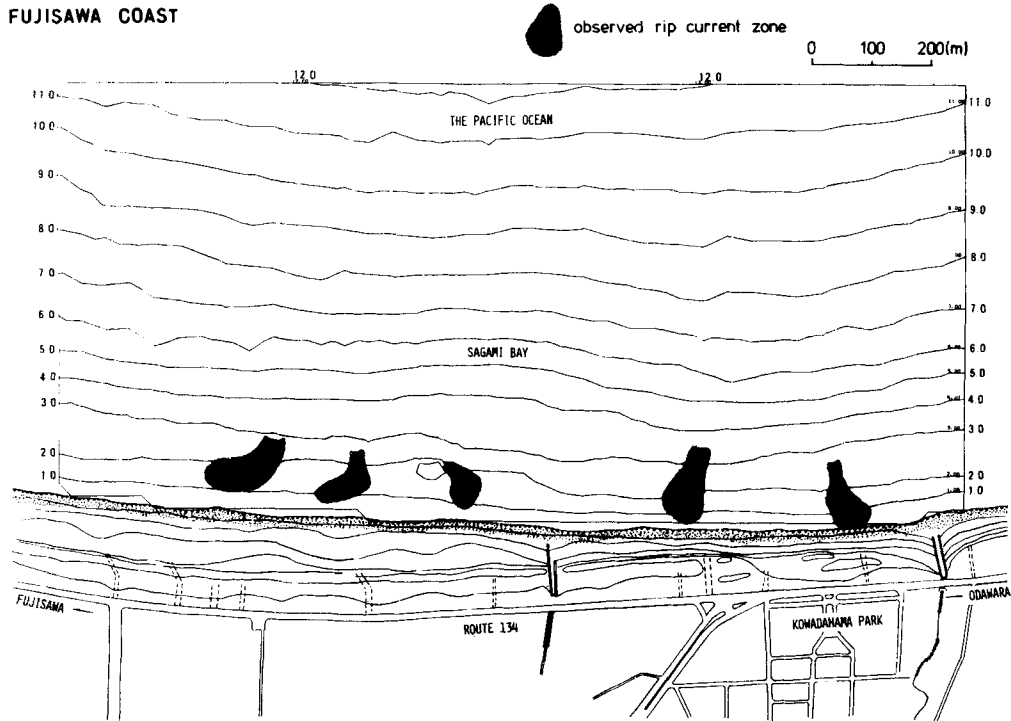 FUJISAWA COAST
observed rip current zone
0 100 200(m)
12.0 12.0
11.0 11.0
THE PACIFIC OCEAN
10.0 10.0
9.0 9.0
8.0 8.0
7.0 7.0
6.0 6.0
SAGAMI BAY
5.0 5.0
4.0 4.0
3.0 3.0
2.0 2.0
1.0 1.0
FUJISAWA
ODAWARA
ROUTE 134
KOWADAHAMA PARK